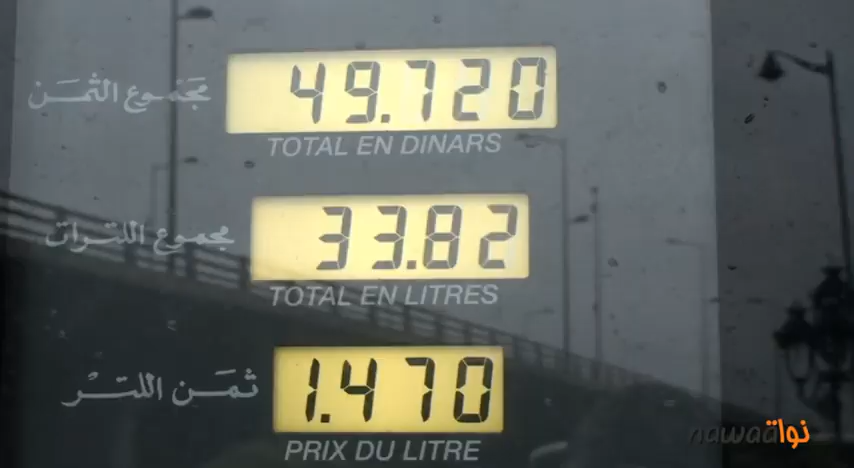 مجموع الثمن
49.720
TOTAL EN DINARS
مجموع اللترات
33.82
TOTAL EN LITRES
ثمن اللتر
1.470
PRIX DU LITRE
nawaat نواة